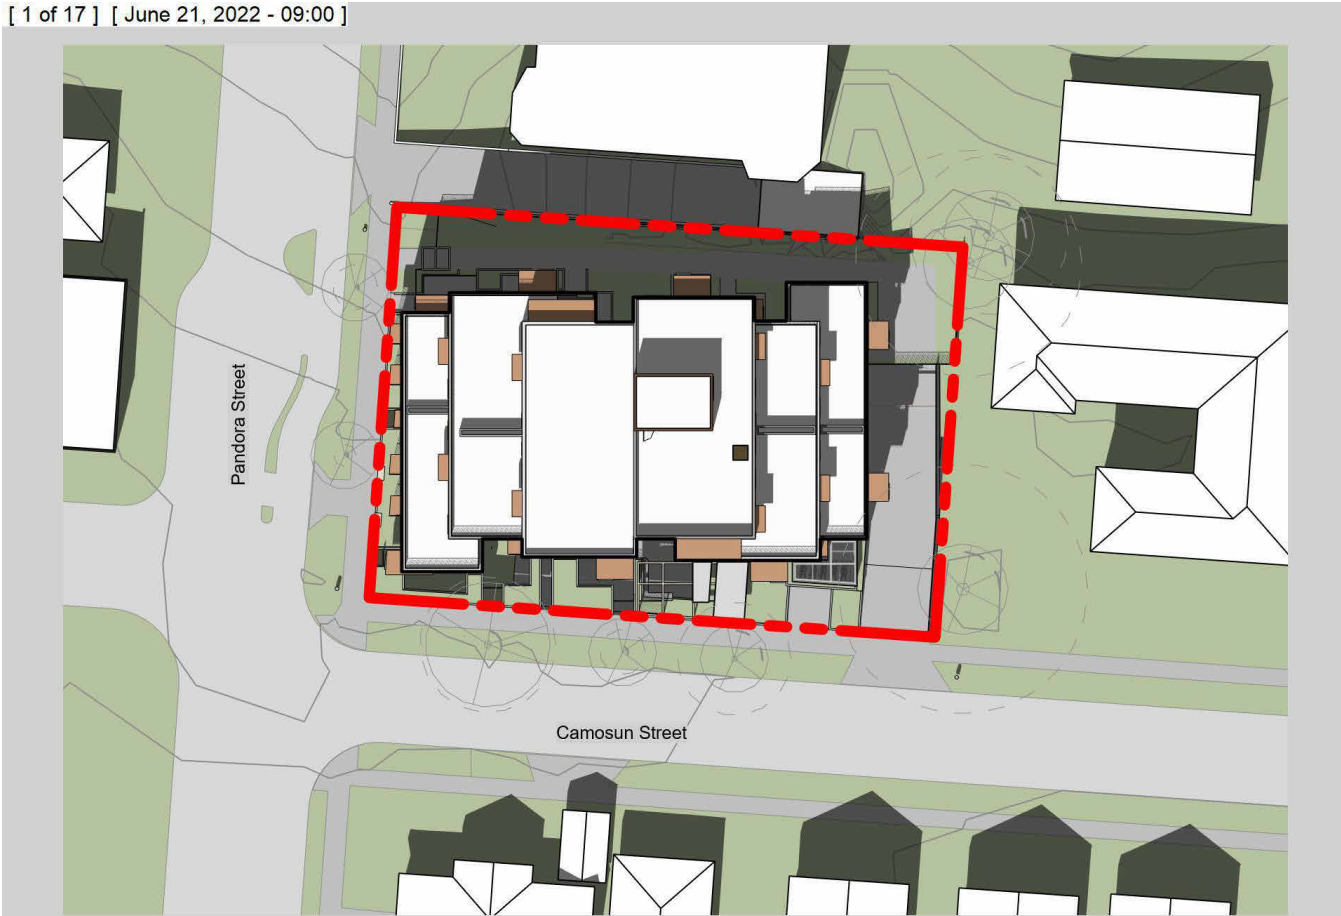 [ 1 of 17 ]  [ June 21, 2022 - 09:00 ]
Pandora Street
Camosun Street